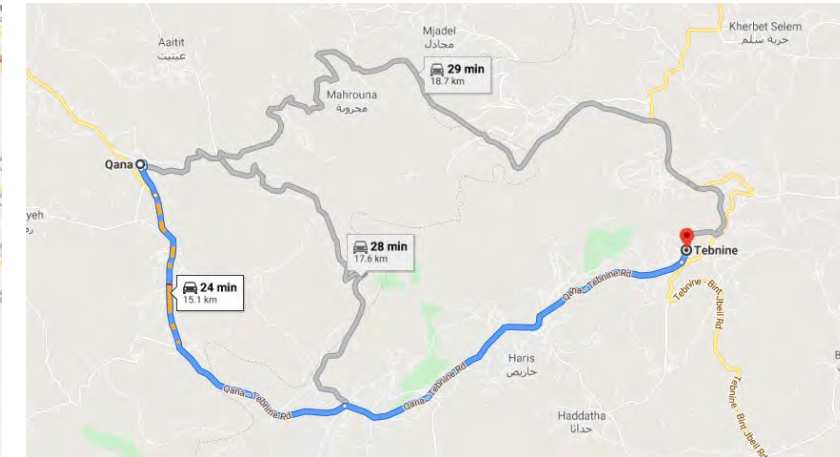 Mjadel
مجادل
Kherbet Selem
خربة سلم
Aaitit
عيتيت
29 min
18.7 km
Mahrouna
محرونة
Qana
yeh
28 min
17.6 km
Tebnine
24 min
15.1 km
Qana - Tebnine Rd
Tebnine - Bint Jbeil Rd
Haris
حاريص
Qana - Tebnine Rd
Qana - Tebnine Rd
Tebnine - Bint Jbeil Rd
Haddatha
حداثا
B